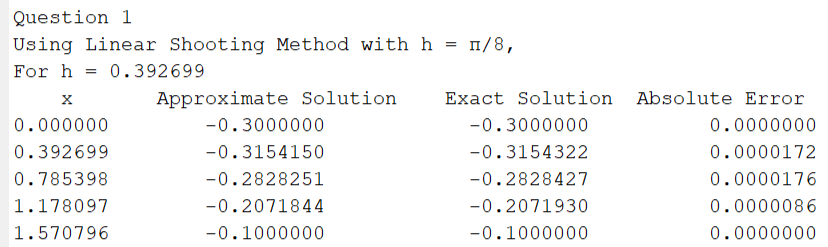 Question 1
Using Linear Shooting Method with h = π/8,
For h = 0.392699
x Approximate Solution Exact Solution Absolute Error
0.000000 -0.3000000 -0.3000000 0.0000000
0.392699 -0.3154150 -0.3154322 0.0000172
0.785398 -0.2828251 -0.2828427 0.0000176
1.178097 -0.2071844 -0.2071930 0.0000086
1.570796 -0.1000000 -0.1000000 0.0000000